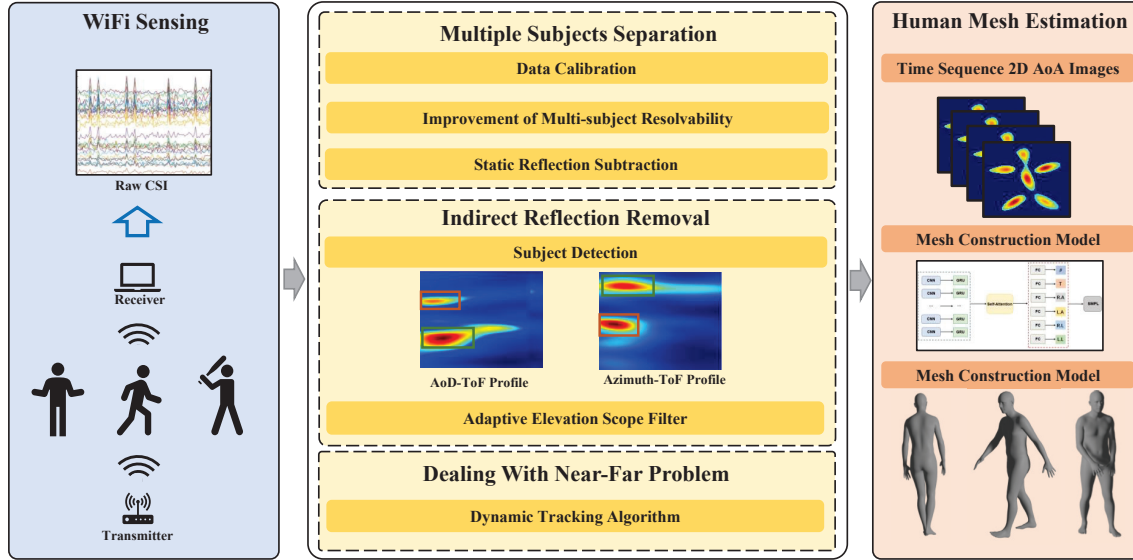 WiFi Sensing
Raw CSI
Receiver
Transmitter
Multiple Subjects Separation
Data Calibration
Improvement of Multi-subject Resolvability
Static Reflection Subtraction
Indirect Reflection Removal
Subject Detection
AoD-ToF Profile
Azimuth-ToF Profile
Adaptive Elevation Scope Filter
Dealing With Near-Far Problem
Dynamic Tracking Algorithm
Human Mesh Estimation
Time Sequence 2D AoA Images
Mesh Construction Model
CNN
GRU
FC
F
CNN
GRU
FC
T
...
...
FC
R.A
Self-Attention
SMPL
FC
L.A
CNN
GRU
FC
R.L
CNN
GRU
FC
L.L
Mesh Construction Model